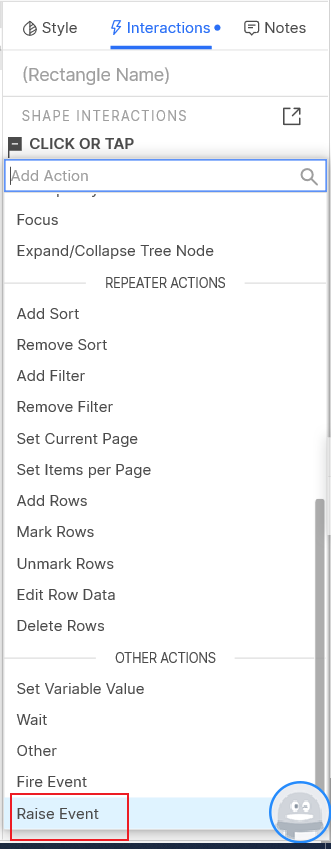 Style
Interactions
Notes
(Rectangle Name)
SHAPE INTERACTIONS
CLICK OR TAP
Add Action
Focus
Expand/Collapse Tree Node
REPEATER ACTIONS
Add Sort
Remove Sort
Add Filter
Remove Filter
Set Current Page
Set Items per Page
Add Rows
Mark Rows
Unmark Rows
Edit Row Data
Delete Rows
OTHER ACTIONS
Set Variable Value
Wait
Other
Fire Event
Raise Event